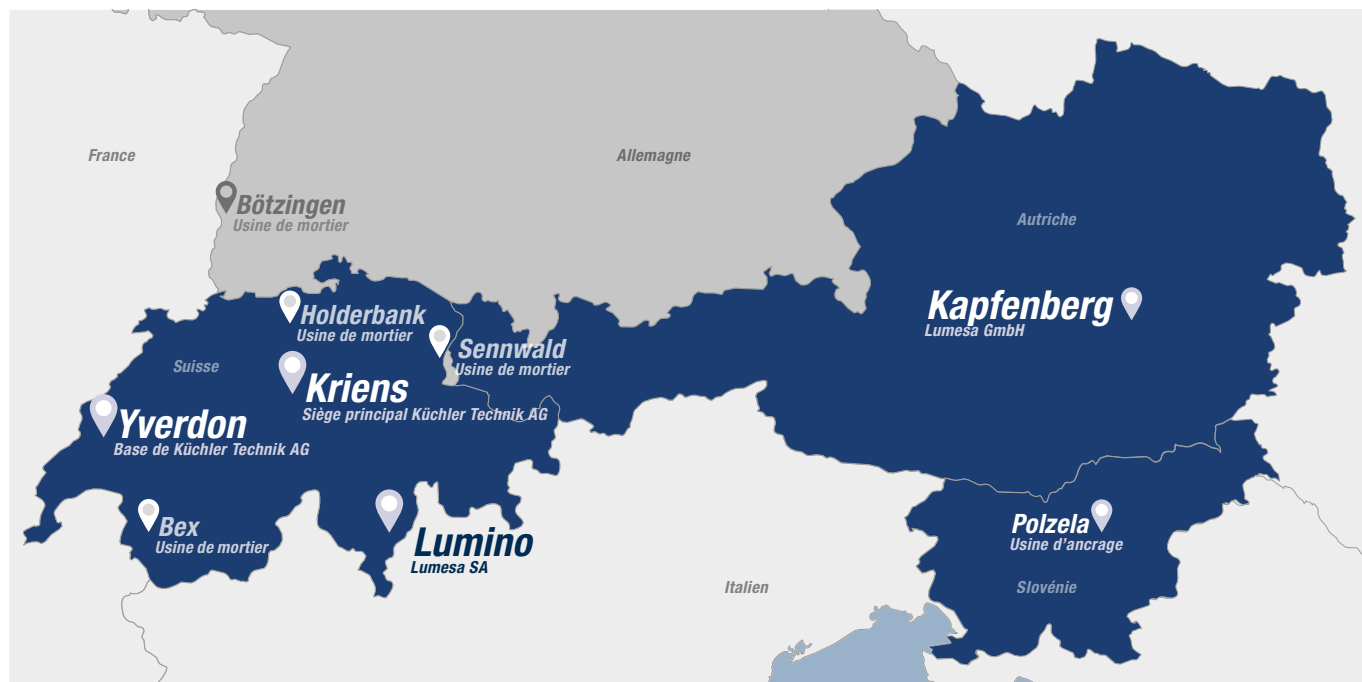 France
Allemagne
Bötzingen
Usine de mortier
Autriche
Holderbank
Usine de mortier
Kapfenberg
Lumesa GmbH
Sennwald
Usine de mortier
Suisse
Kriens
Siège principal Küchler Technik AG
Yverdon
Base de Küchler Technik AG
Bex
Usine de mortier
Lumino
Lumesa SA
Polzela
Usine d'ancrage
Italien
Slovénie